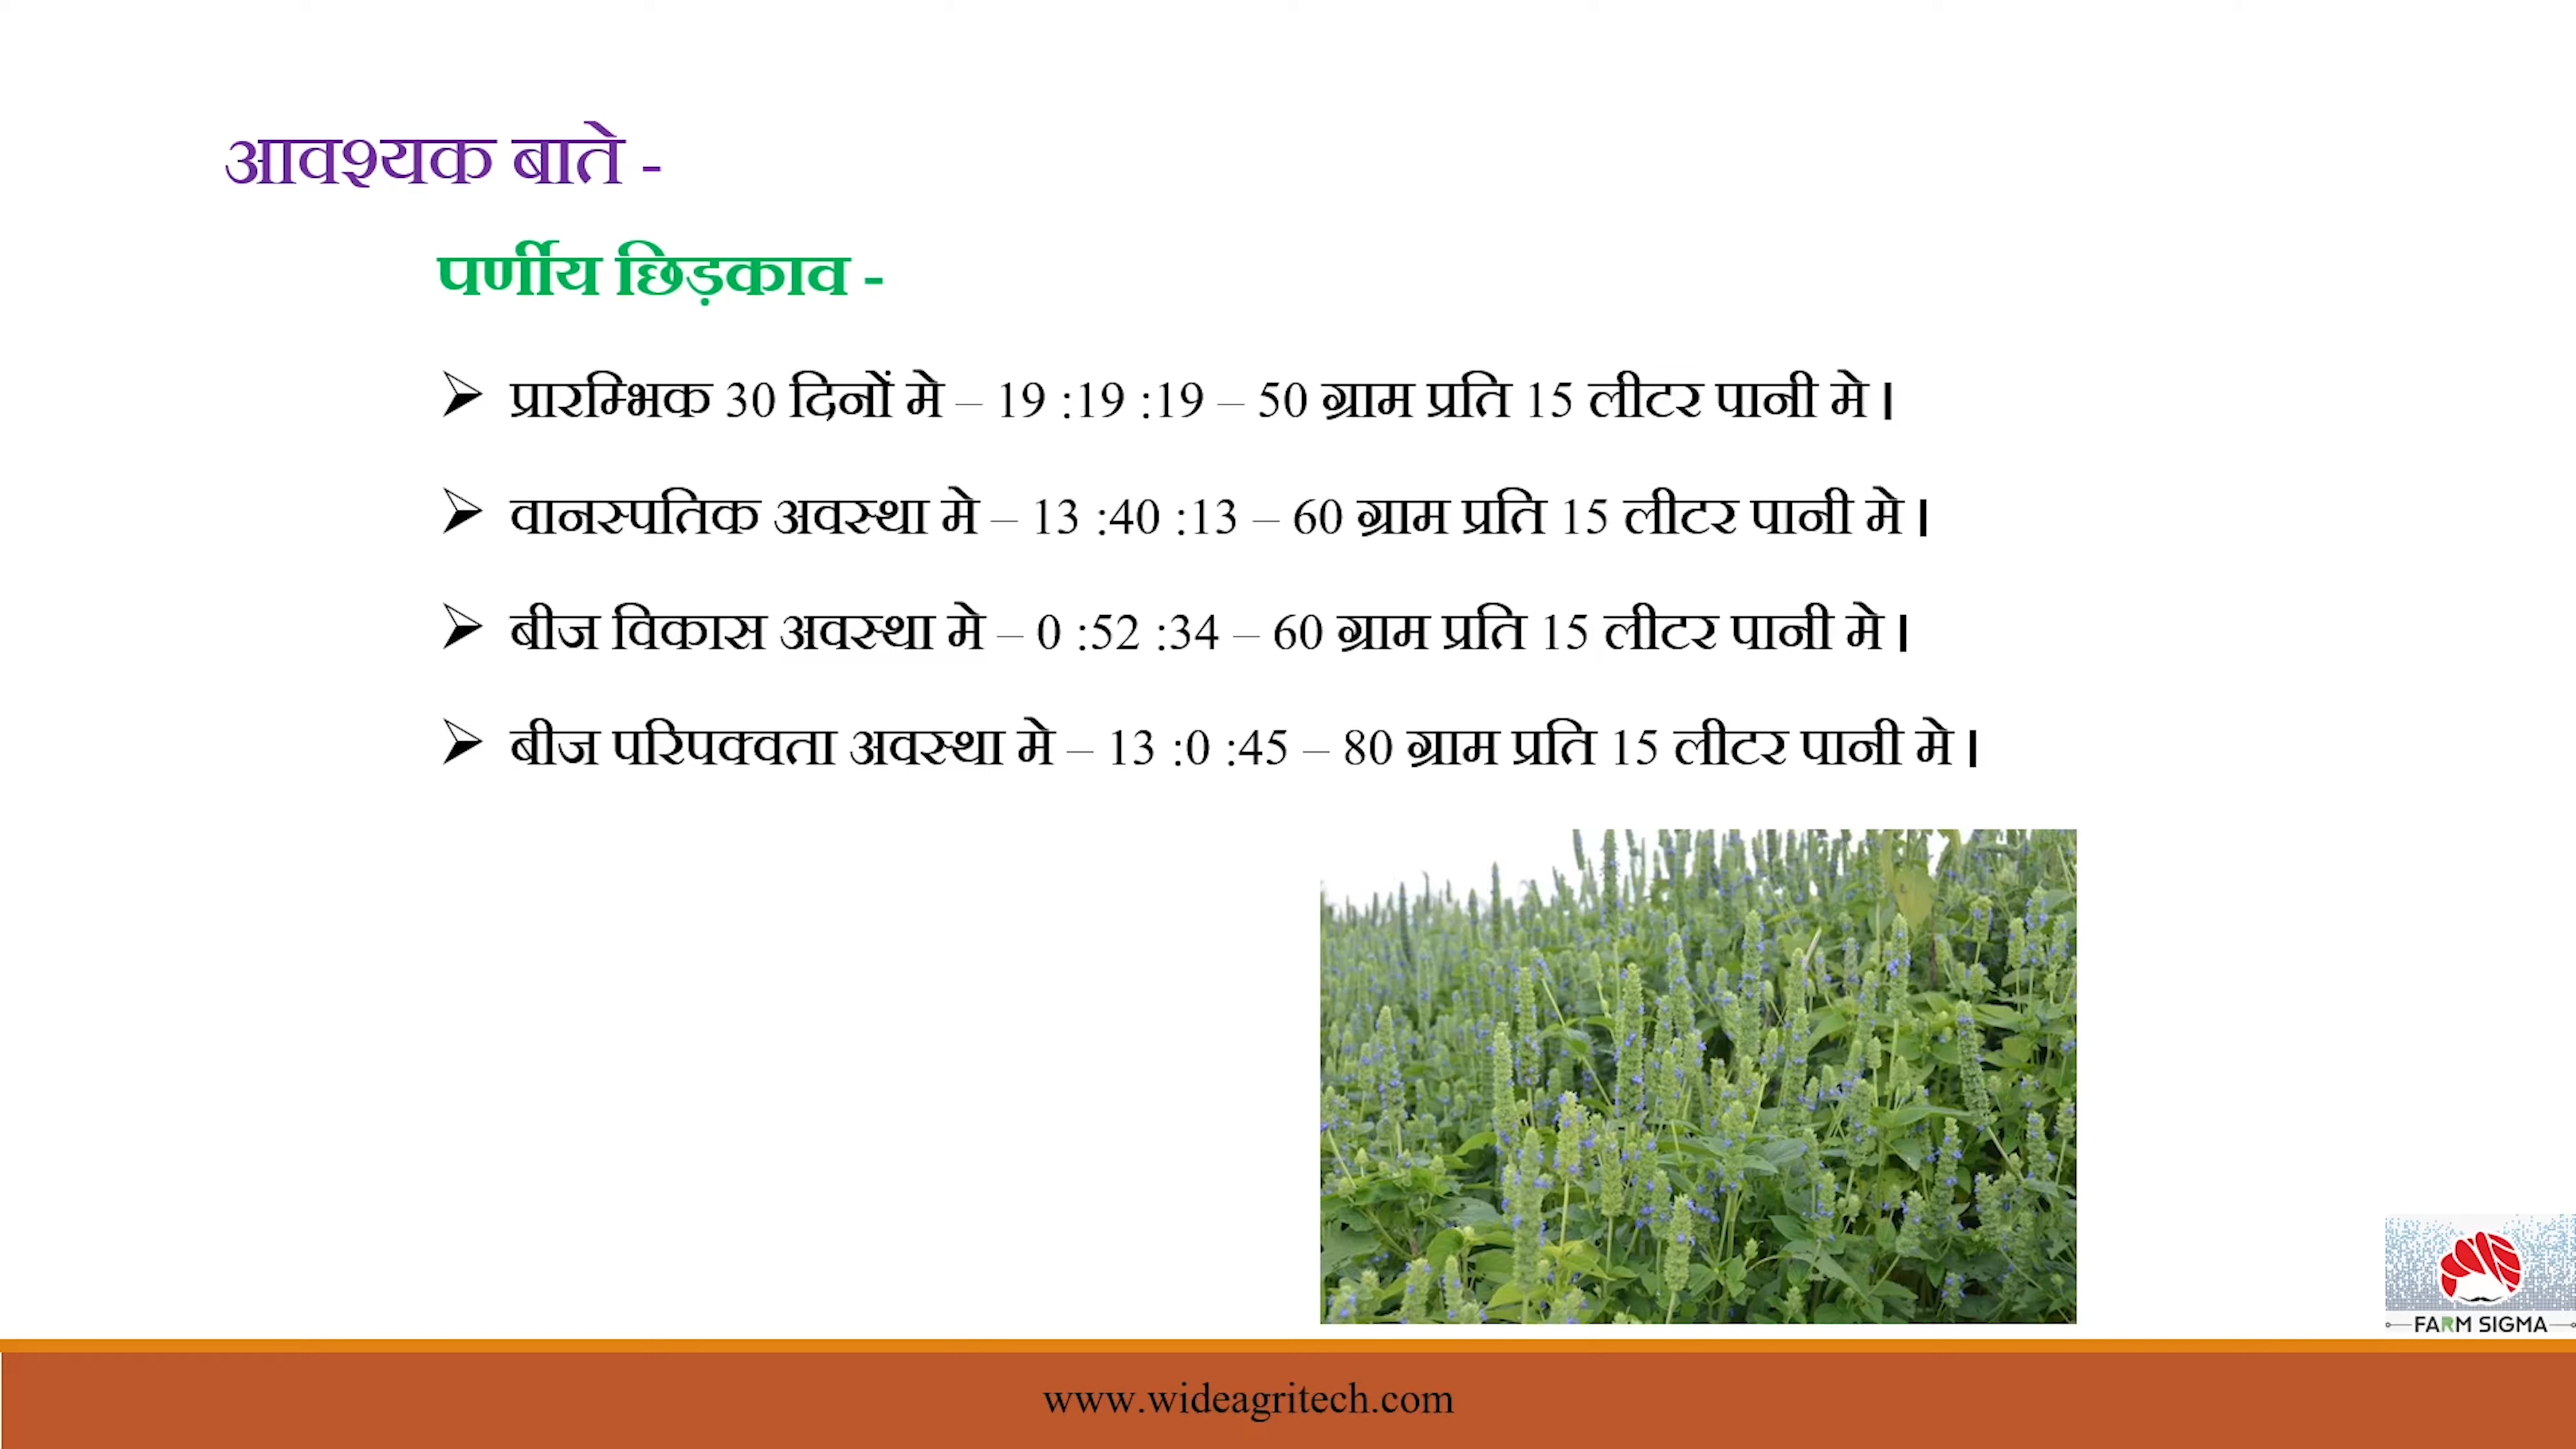 आवश्यक बाते -
पर्णीय छिड़काव -
➢ प्रारम्भिक 30 दिनों मे – 19 :19 :19 – 50 ग्राम प्रति 15 लीटर पानी मे ।
➢ वानस्पतिक अवस्था मे – 13 :40 :13 – 60 ग्राम प्रति 15 लीटर पानी मे ।
➢ बीज विकास अवस्था मे – 0 :52 :34 – 60 ग्राम प्रति 15 लीटर पानी मे ।
➢ बीज परिपक्वता अवस्था मे – 13 :0 :45 – 80 ग्राम प्रति 15 लीटर पानी मे ।
FARM SIGMA
www.wideagritech.com